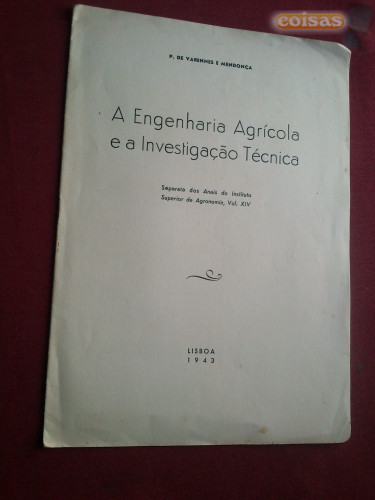 coisas
P. DE VARENNES E MENDONÇA
A Engenharia Agrícola
e a Investigação Técnica
Separata dos Anais do Instituto
Superior de Agronomia, Vol. XIV
LISBOA
1943